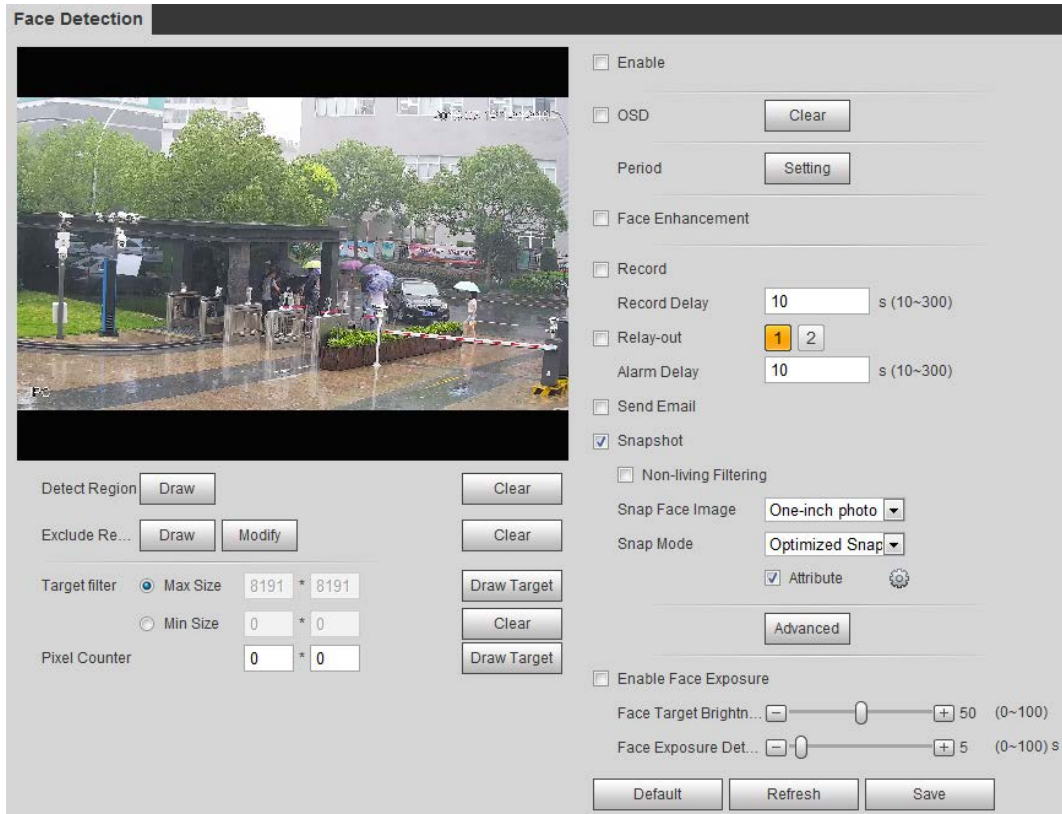 Face Detection
Enable
OSD Clear
Period Setting
Face Enhancement
Record
Record Delay 10 s (10~300)
Relay-out 1 2
Alarm Delay 10 s (10~300)
Send Email
Snapshot
Non-living Filtering
Snap Face Image One-inch photo
Snap Mode Optimized Snap
Attribute
Advanced
Enable Face Exposure
Face Target Brightn... 50 (0~100)
Face Exposure Det... 5 (0~100) s
Default Refresh Save
IPC
Detect Region Draw Clear
Exclude Re... Draw Modify Clear
Target filter Max Size 8191 * 8191 Draw Target
Min Size 0 * 0 Clear
Pixel Counter 0 * 0 Draw Target